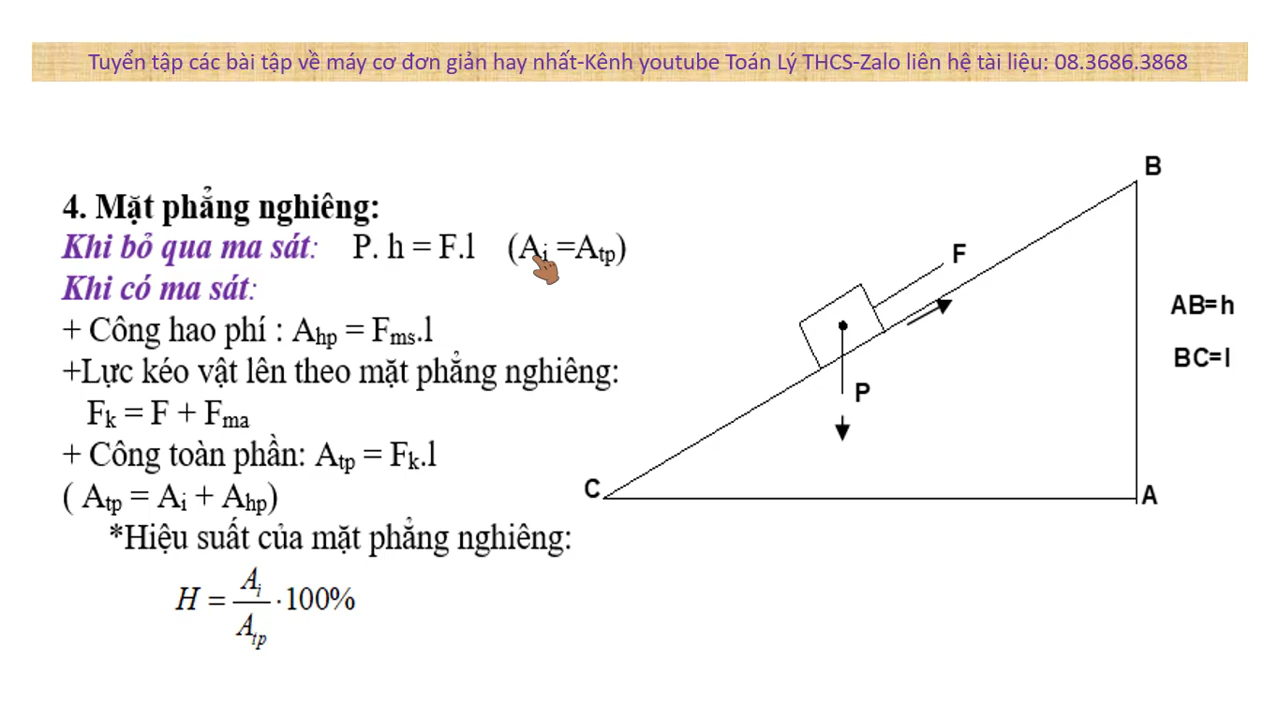 Tuyển tập các bài tập về máy cơ đơn giản hay nhất-Kênh youtube Toán Lý THCS-Zalo liên hệ tài liệu: 08.3686.3868
4. Mặt phẳng nghiêng:
Khi bỏ qua ma sát: P. h = F.l (Ai =Atp)
Khi có ma sát:
+ Công hao phí : Ahp = Fms.l
+Lực kéo vật lên theo mặt phẳng nghiêng:
Fk = F + Fma
+ Công toàn phần: Atp = Fk.l
( Atp = Ai + Ahp)
*Hiệu suất của mặt phẳng nghiêng:
H = Ai/Atp ·100%
B
F
AB=h
BC=l
P
C
A